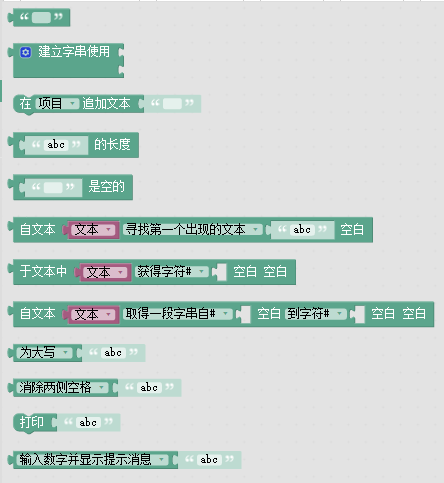 “ ”
建立字串使用
在 项目 追加文本 “ ”
“ abc ” 的长度
“ ” 是空的
自文本 文本 寻找第一个出现的文本 “ abc ” 空白
于文本中 文本 获得字符# 空白 空白
自文本 文本 取得一段字串自# 空白 到字符# 空白 空白
为大写 “ abc ”
消除两侧空格 “ abc ”
打印 “ abc ”
输入数字并显示提示消息 “ abc ”